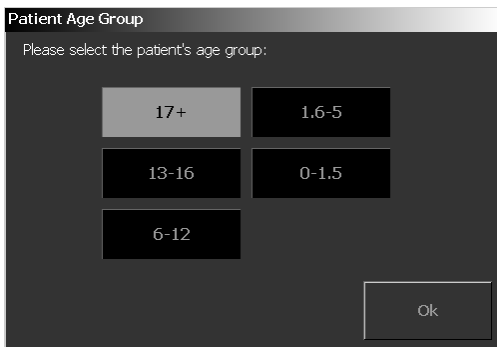 Patient Age Group
Please select the patient's age group:
17+
1.6-5
13-16
0-1.5
6-12
Ok